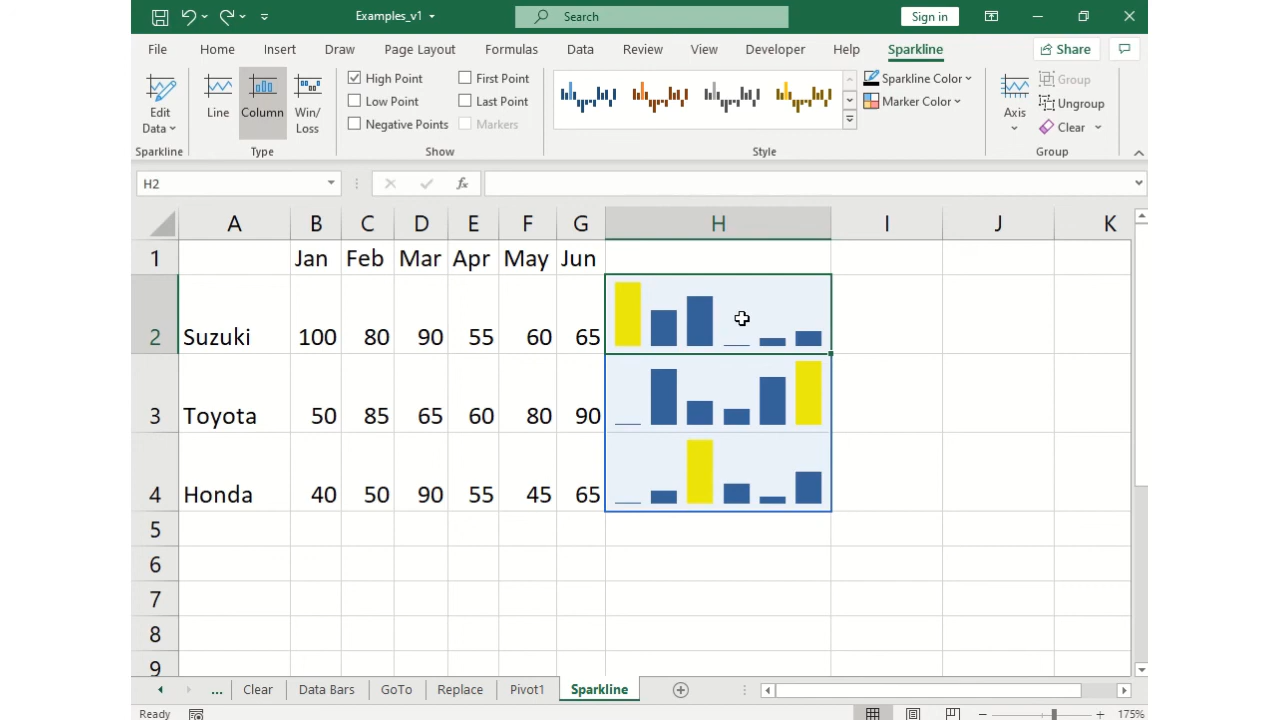 Examples_v1
Search
Sign in
File Home Insert Draw Page Layout Formulas Data Review View Developer Help Sparkline Share
Edit Data
Line
Column
Win/ Loss
High Point
Low Point
Negative Points
First Point
Last Point
Markers
Sparkline Color
Marker Color
Axis
Group
Ungroup
Clear
Sparkline Type Show Style Group
H2 fx
A B C D E F G H I J K
1 Jan Feb Mar Apr May Jun
2 Suzuki 100 80 90 55 60 65
3 Toyota 50 85 65 60 80 90
4 Honda 40 50 90 55 45 65
5
6
7
8
9
... Clear Data Bars GoTo Replace Pivot1 Sparkline
Ready 175%